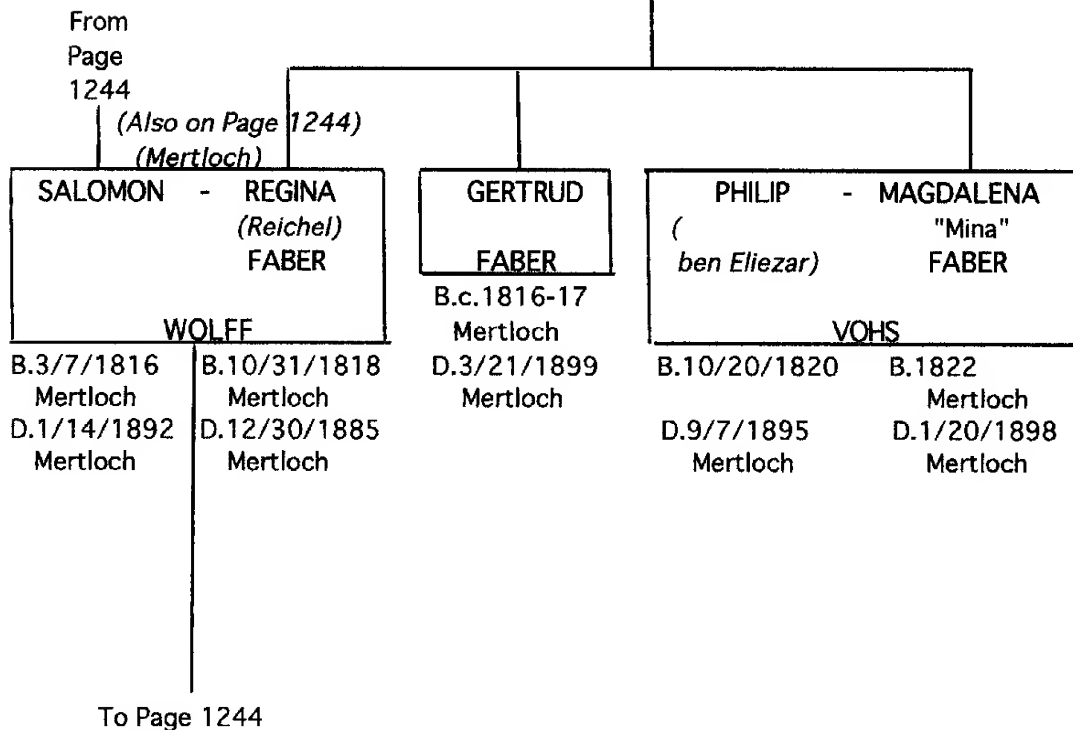 From
Page
1244
(Also on Page 1244)
(Mertloch)
SALOMON - REGINA
(Reichel)
FABER
WOLFF
B.3/7/1816 B.10/31/1818
Mertloch Mertloch
D.1/14/1892 D.12/30/1885
Mertloch Mertloch
To Page 1244
GERTRUD
FABER
B.c.1816-17
Mertloch
D.3/21/1899
Mertloch
PHILIP - MAGDALENA
( "Mina"
ben Eliezar) FABER
VOHS
B.10/20/1820 B.1822
Mertloch
D.9/7/1895 D.1/20/1898
Mertloch Mertloch